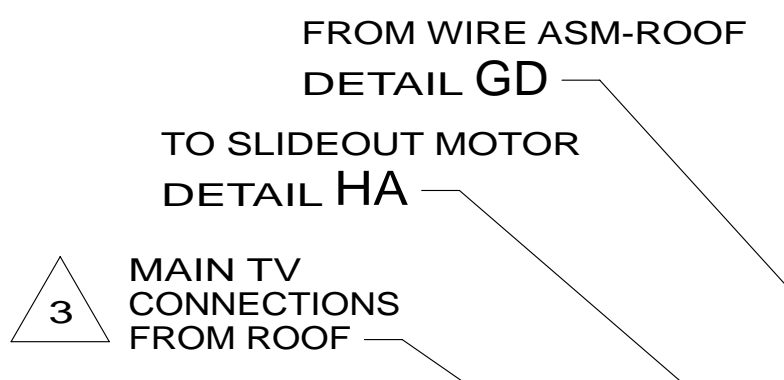 FROM WIRE ASM-ROOF
DETAIL GD
TO SLIDEOUT MOTOR
DETAIL HA
3
MAIN TV
CONNECTIONS
FROM ROOF